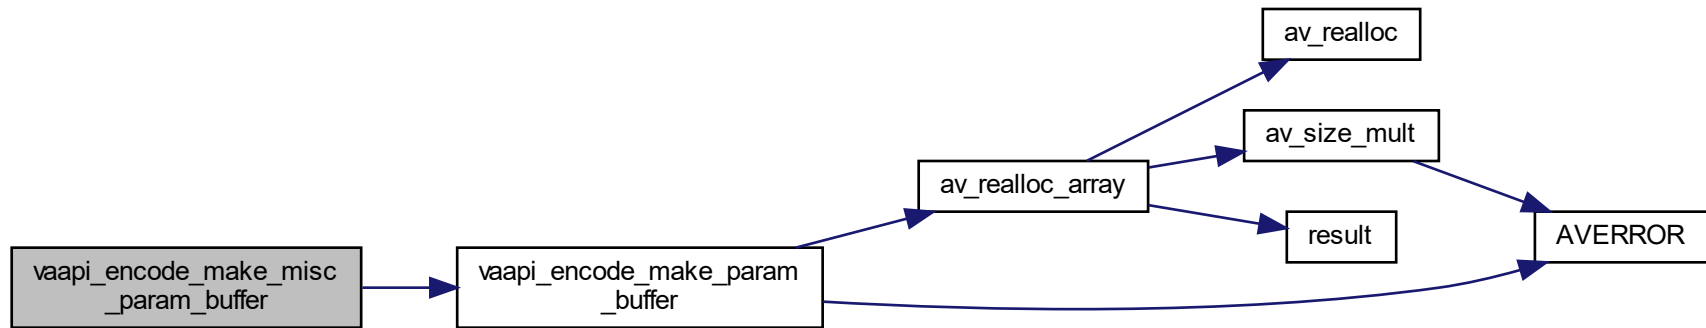 av_realloc
av_size_mult
av_realloc_array
result
AVERROR
vaapi_encode_make_misc
_param_buffer
vaapi_encode_make_param
_buffer